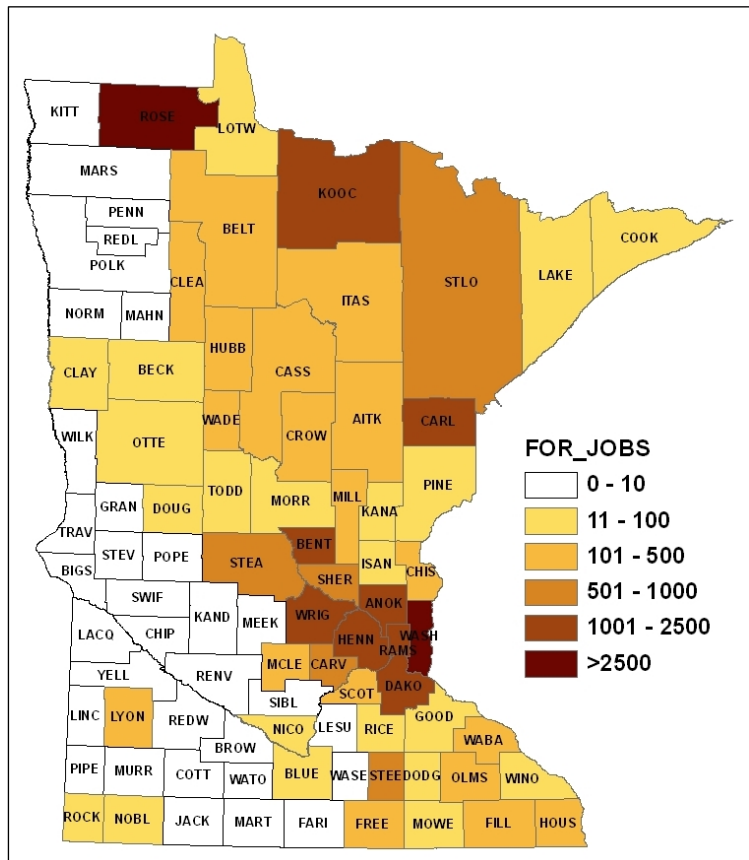 KITT
ROSE
LOTW
MARS
KOOC
PENN
BELT
REDL
COOK
POLK
CLEA
LAKE
STLO
ITAS
NORM
MAHN
HUBB
CLAY
BECK
CASS
WADE
AITK
CARL
WILK
OTTE
CROW
FOR_JOBS
0 - 10
11 - 100
101 - 500
501 - 1000
1001 - 2500
>2500
PINE
TODD
MILL
GRAN
DOUG
MORR
KANA
TRAV
STEV
POPE
BENT
STEA
ISAN
CHIS
BIGS
SHER
SWIF
KAND
ANOK
MEEK
WRIG
LACQ
CHIP
HENN
WASH
RAMS
RENV
MCLE
CARV
YELL
DAKO
SCOT
SIBL
LINC
LYON
REDW
NICO
LESU
RICE
GOOD
WABA
BROW
PIPE
MURR
COTT
WATO
BLUE
WASE
STEE
DODG
OLMS
WINO
ROCK
NOBL
JACK
MART
FARI
FREE
MOWE
FILL
HOUS